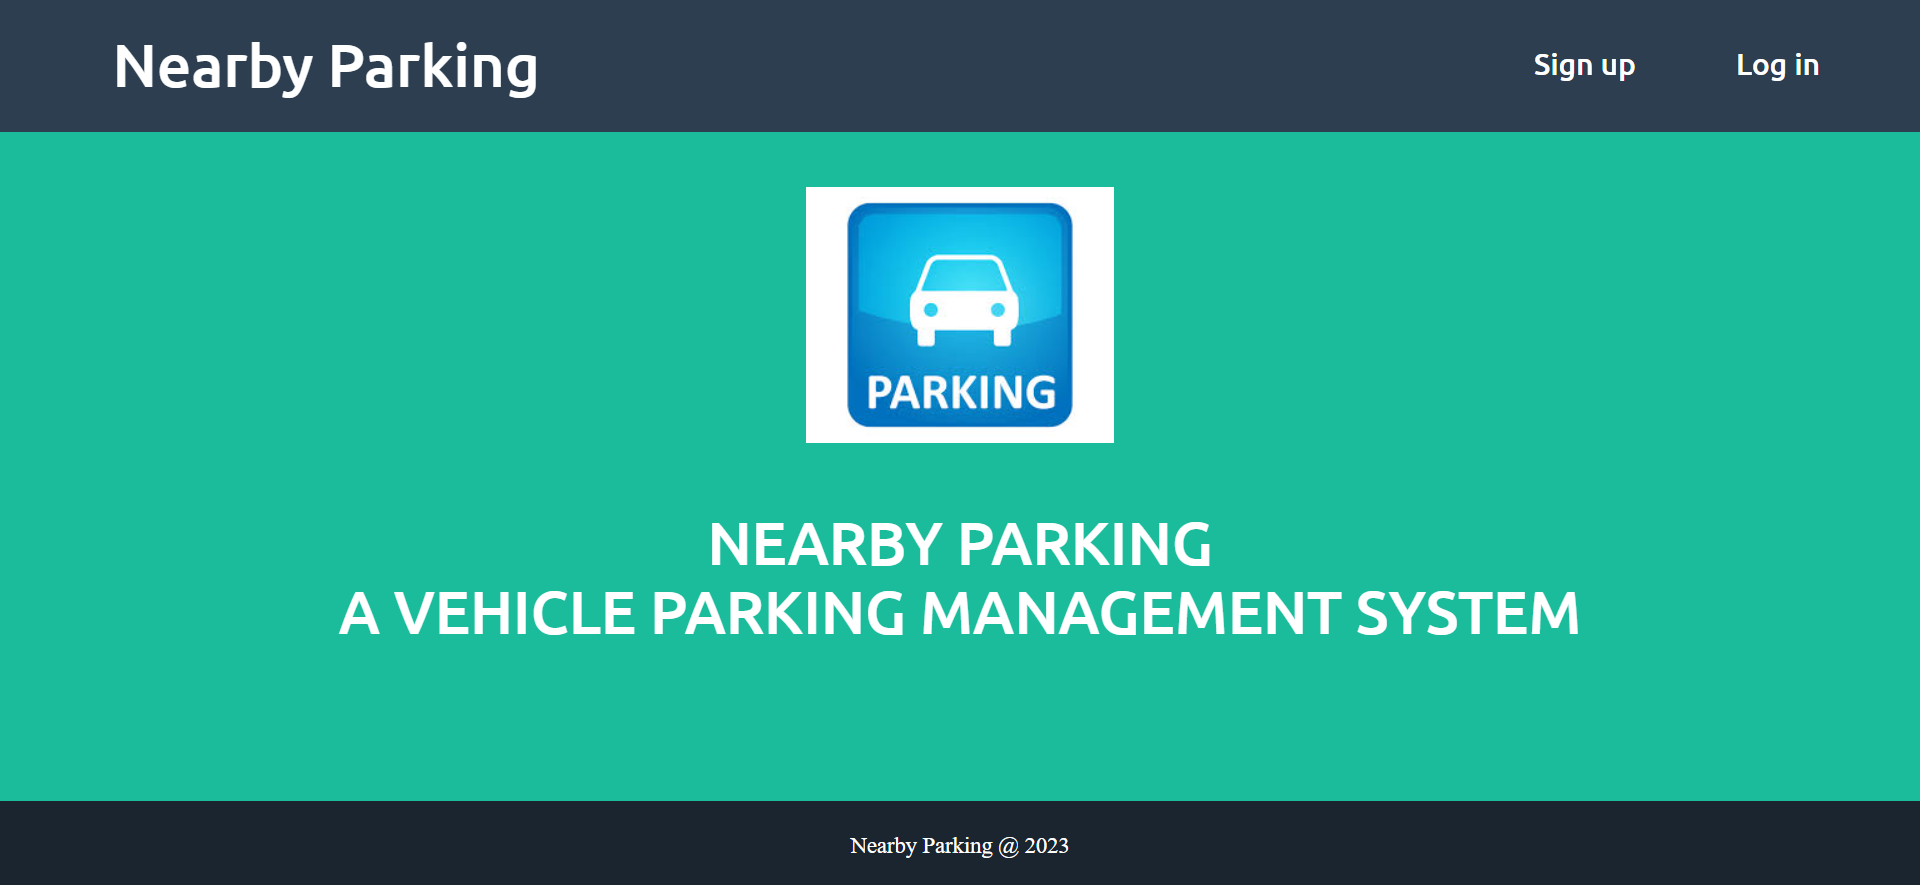 Nearby Parking
Sign up
Log in
PARKING
NEARBY PARKING
A VEHICLE PARKING MANAGEMENT SYSTEM
Nearby Parking @ 2023